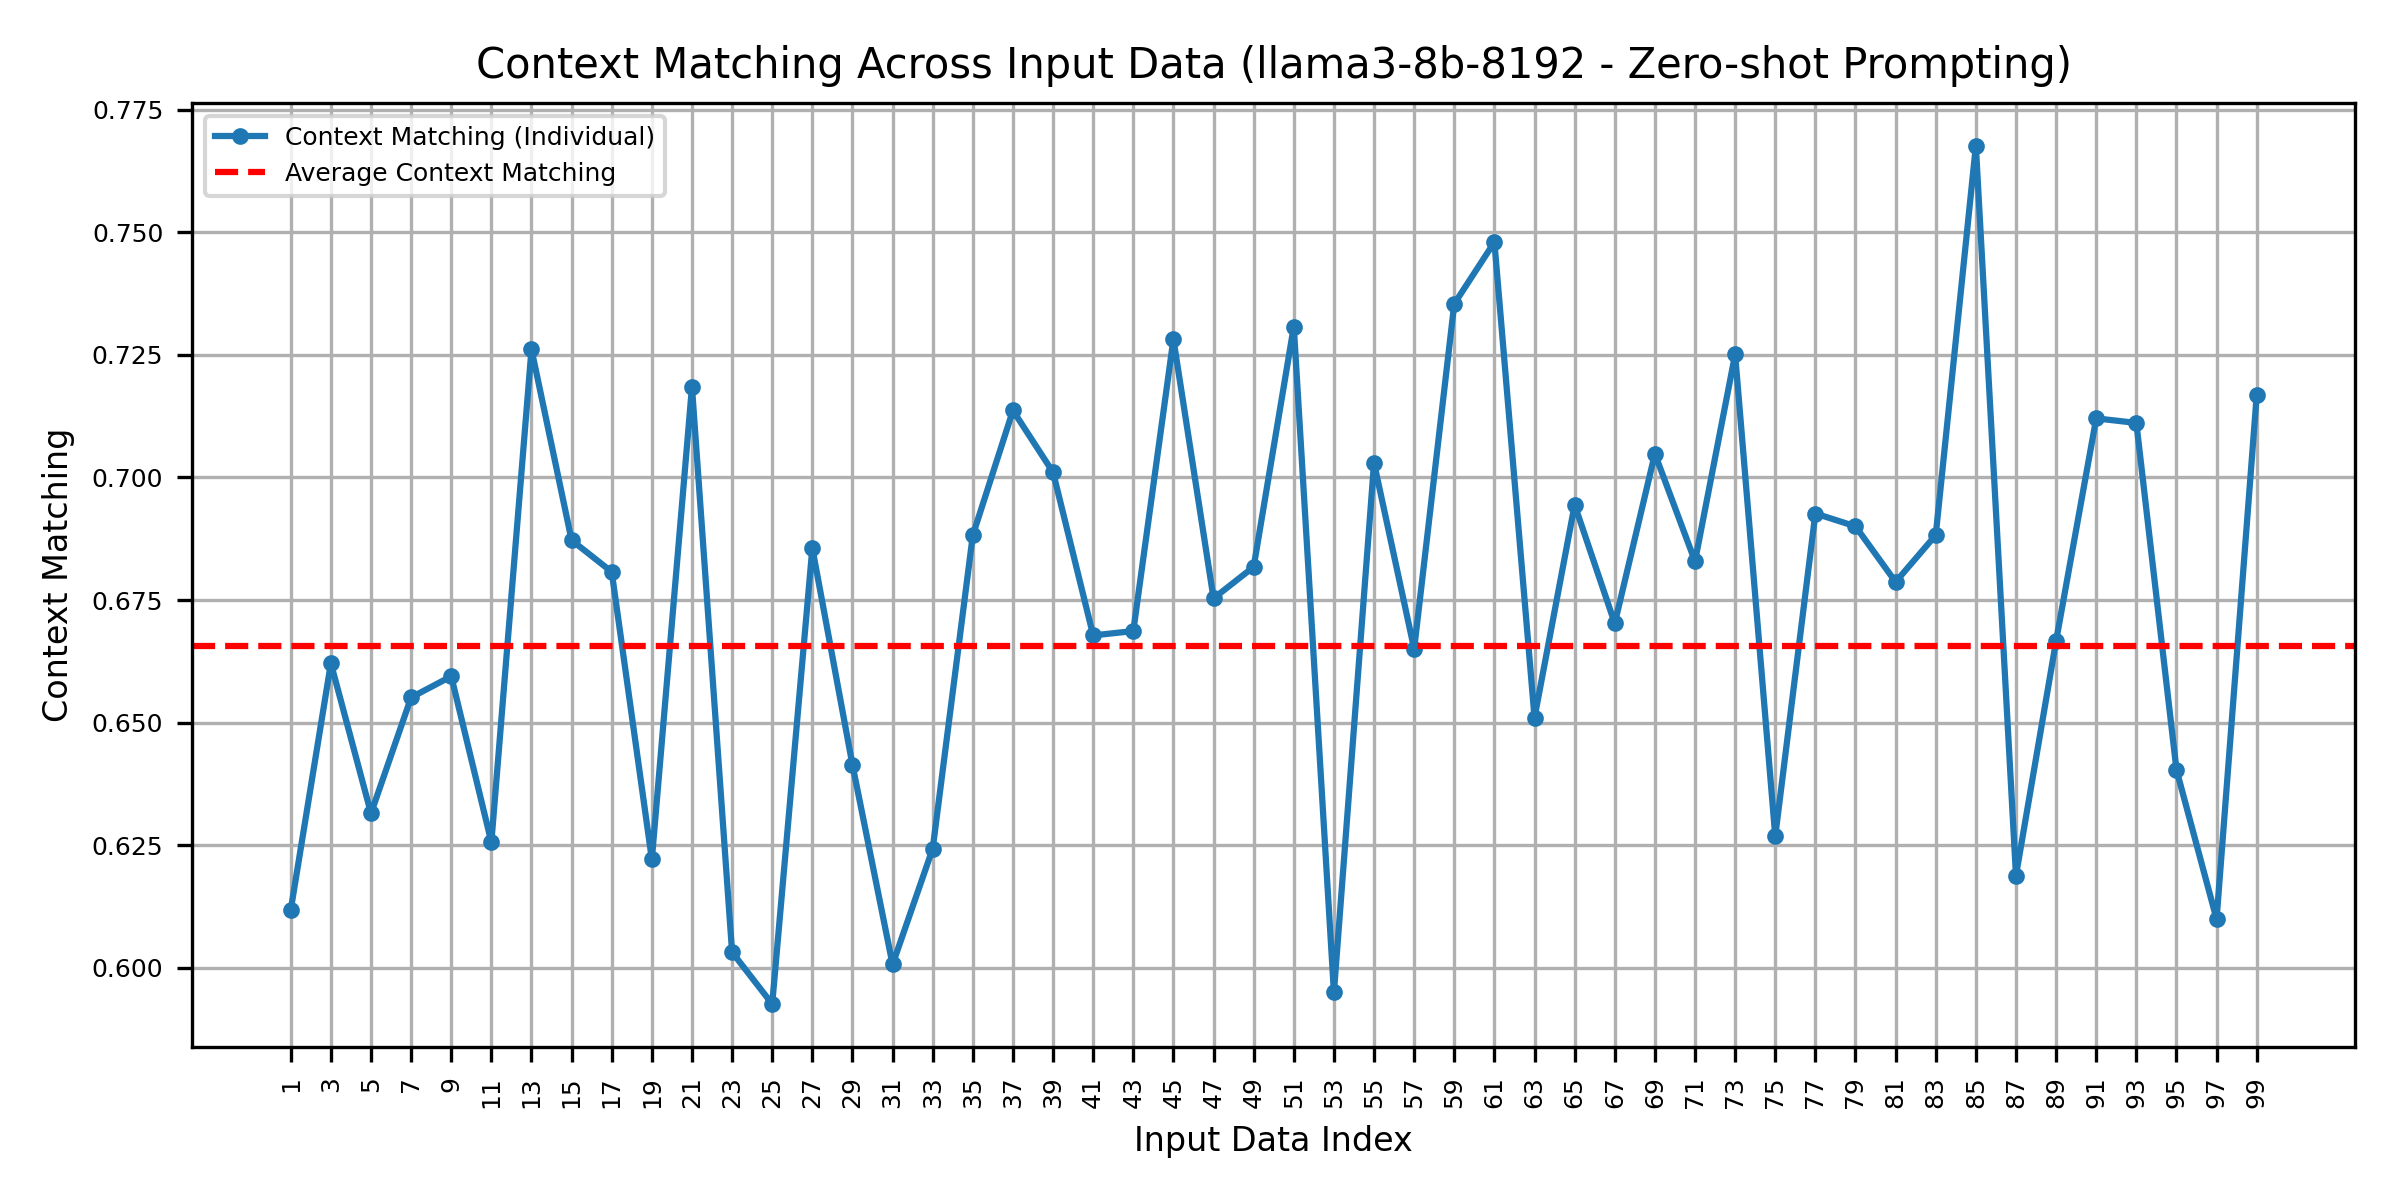 Context Matching Across Input Data (llama3-8b-8192 - Zero-shot Prompting)
Context Matching (Individual)
Average Context Matching
Context Matching
0.775
0.750
0.725
0.700
0.675
0.650
0.625
0.600
1 3 5 7 9 11 13 15 17 19 21 23 25 27 29 31 33 35 37 39 41 43 45 47 49 51 53 55 57 59 61 63 65 67 69 71 73 75 77 79 81 83 85 87 89 91 93 95 97 99
Input Data Index